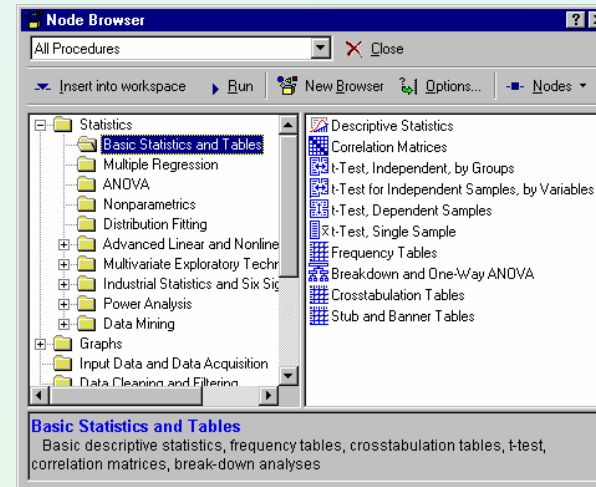 Node Browser
All Procedures
Close
Insert into workspace Run New Browser Options... Nodes
Statistics
Basic Statistics and Tables
Multiple Regression
ANOVA
Nonparametrics
Distribution Fitting
Advanced Linear and Nonline
Multivariate Exploratory Techr
Industrial Statistics and Six Sig
Power Analysis
Data Mining
Graphs
Input Data and Data Acquisition
Data Cleaning and Filtering
Descriptive Statistics
Correlation Matrices
t-Test, Independent, by Groups
t-Test for Independent Samples, by Variables
t-Test, Dependent Samples
t-Test, Single Sample
Frequency Tables
Breakdown and One-Way ANOVA
Crosstabulation Tables
Stub and Banner Tables
Basic Statistics and Tables
Basic descriptive statistics, frequency tables, crosstabulation tables, t-test,
correlation matrices, break-down analyses